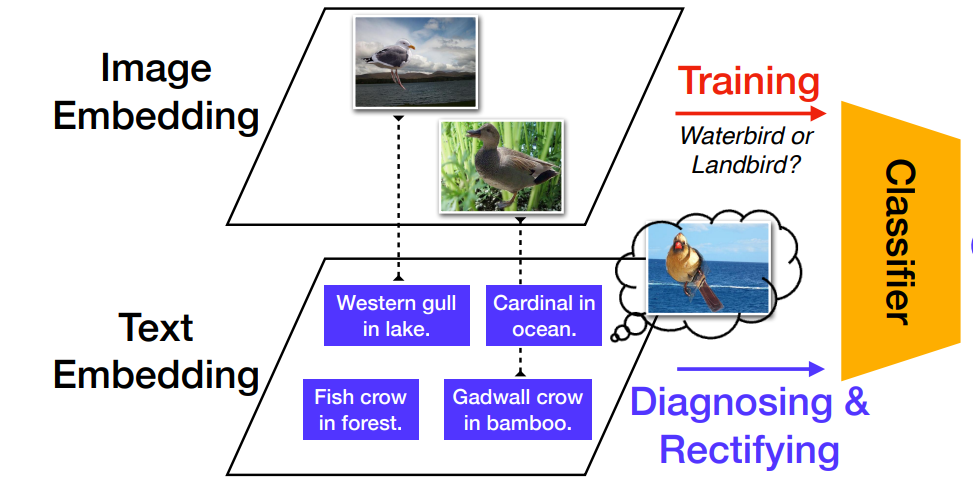 Image
Embedding
Training
Waterbird or
Landbird?
Classifier
Text
Embedding
Western gull
in lake.
Cardinal in
ocean.
Fish crow
in forest.
Gadwall crow
in bamboo.
Diagnosing &
Rectifying